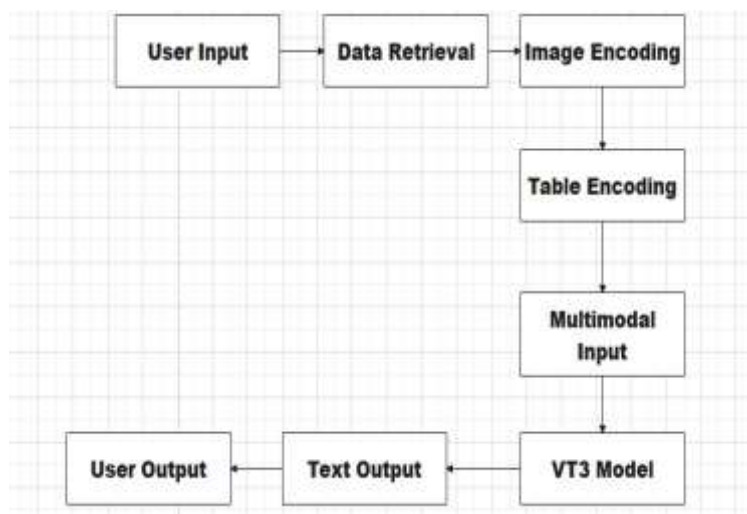 User Input
Data Retrieval
Image Encoding
Table Encoding
Multimodal
Input
VT3 Model
Text Output
User Output